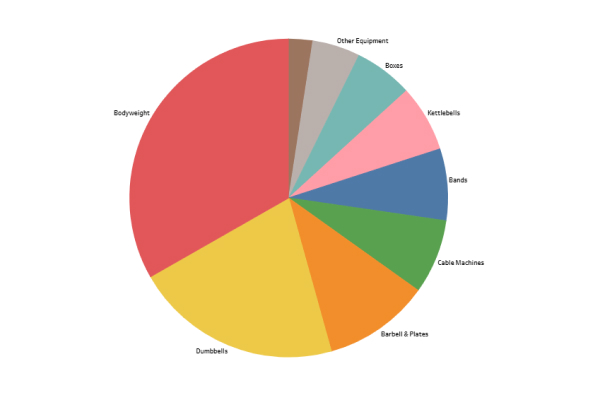 Other Equipment
Boxes
Bodyweight
Kettlebells
Bands
Cable Machines
Barbell & Plates
Dumbbells